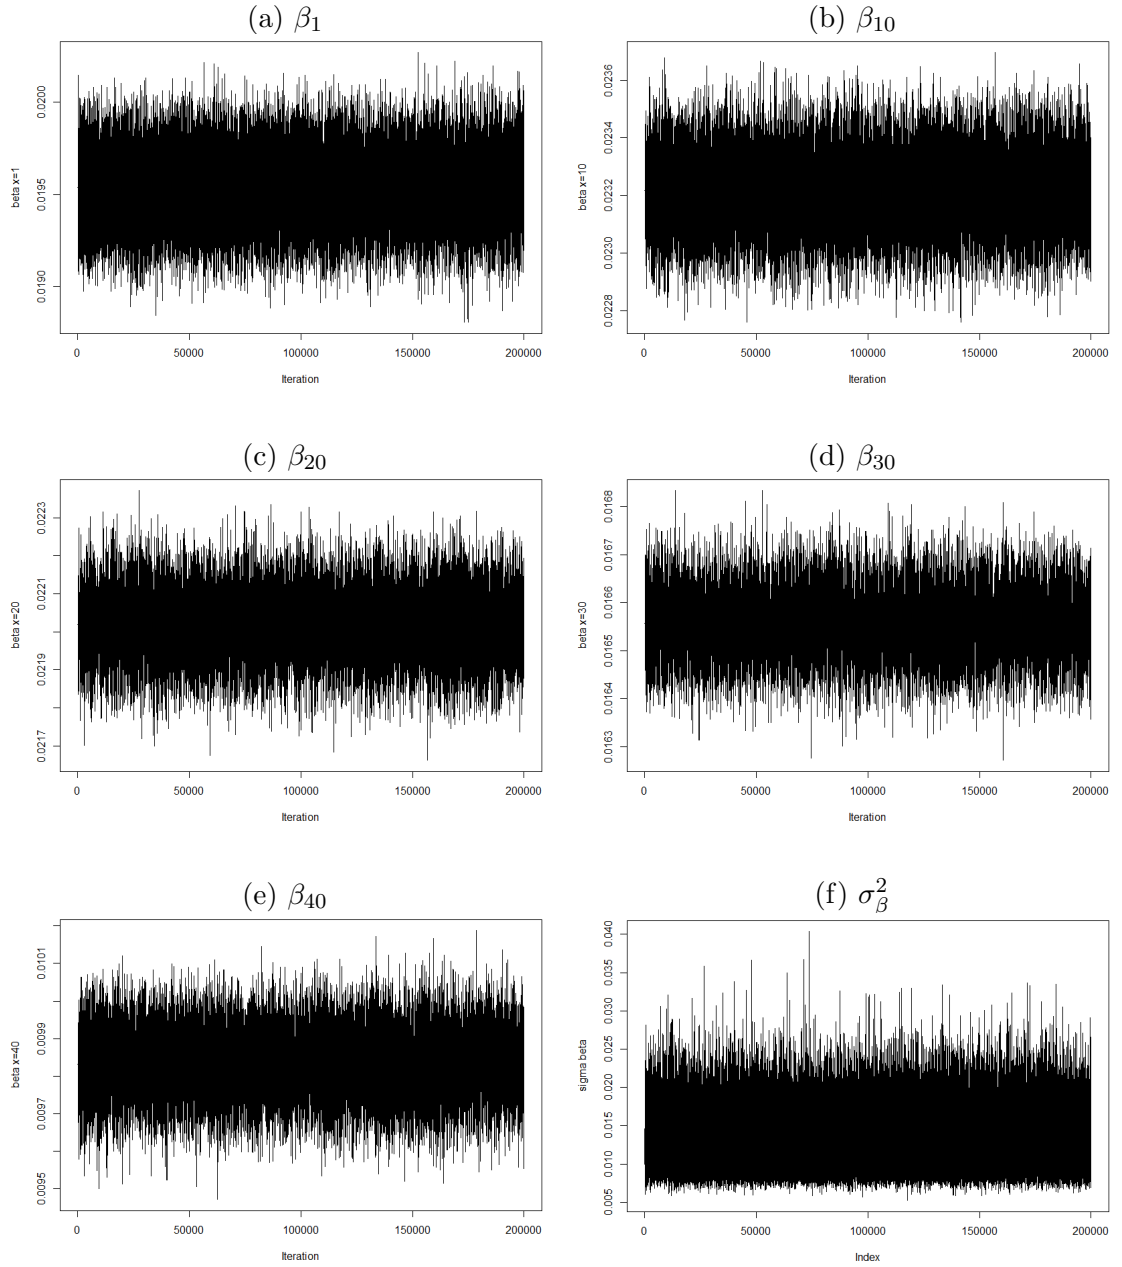 (a) β₁
(b) β₁₀
beta x=1
0.0190 0.0195 0.0200
0 50000 100000 150000 200000
Iteration
beta x=10
0.0228 0.0230 0.0232 0.0234 0.0236
0 50000 100000 150000 200000
Iteration
(c) β₂₀
(d) β₃₀
beta x=20
0.0217 0.0219 0.0221 0.0223
0 50000 100000 150000 200000
Iteration
beta x=30
0.0163 0.0164 0.0165 0.0166 0.0167 0.0168
0 50000 100000 150000 200000
Iteration
(e) β₄₀
(f) σ²_β
beta x=40
0.0095 0.0097 0.0099 0.0101
0 50000 100000 150000 200000
Iteration
sigma beta
0.005 0.010 0.015 0.020 0.025 0.030 0.035 0.040
0 50000 100000 150000 200000
Index